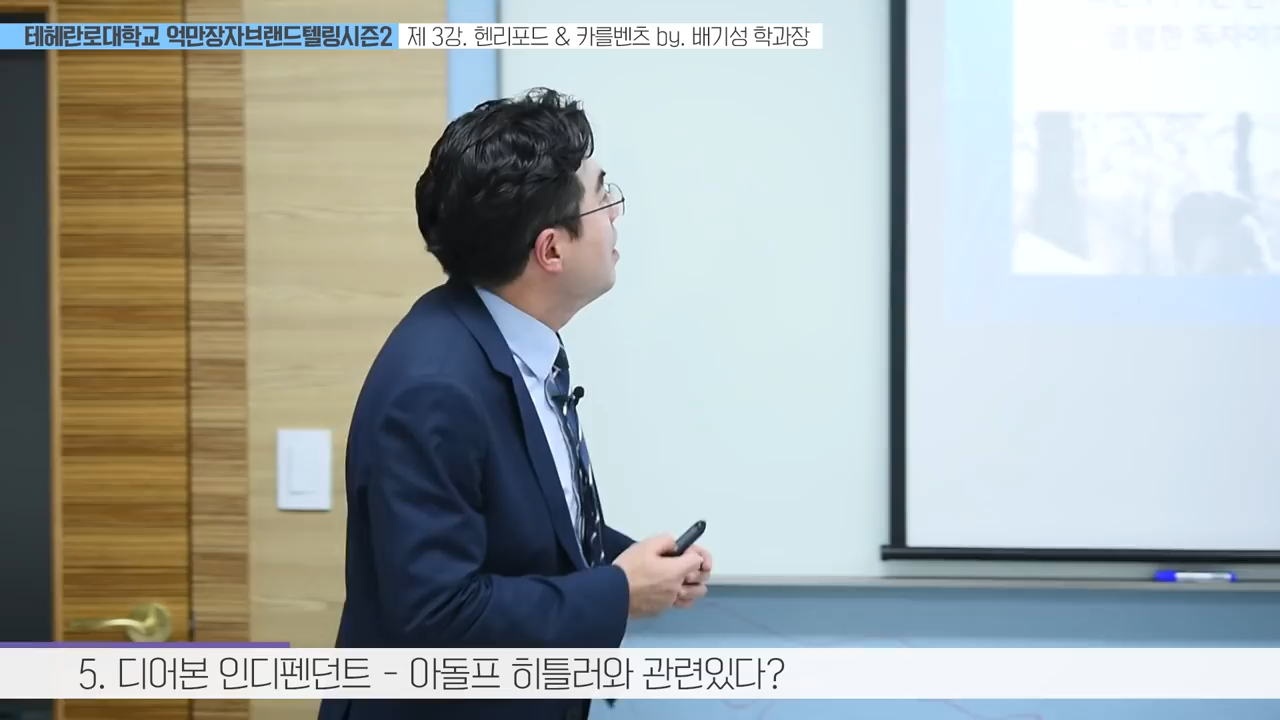 테헤란로대학교 억만장자브랜드텔링시즌2 제 3강. 헨리포드 & 카를벤츠 by. 배기성 학과장
5. 디어본 인디펜던트 - 아돌프 히틀러와 관련있다?